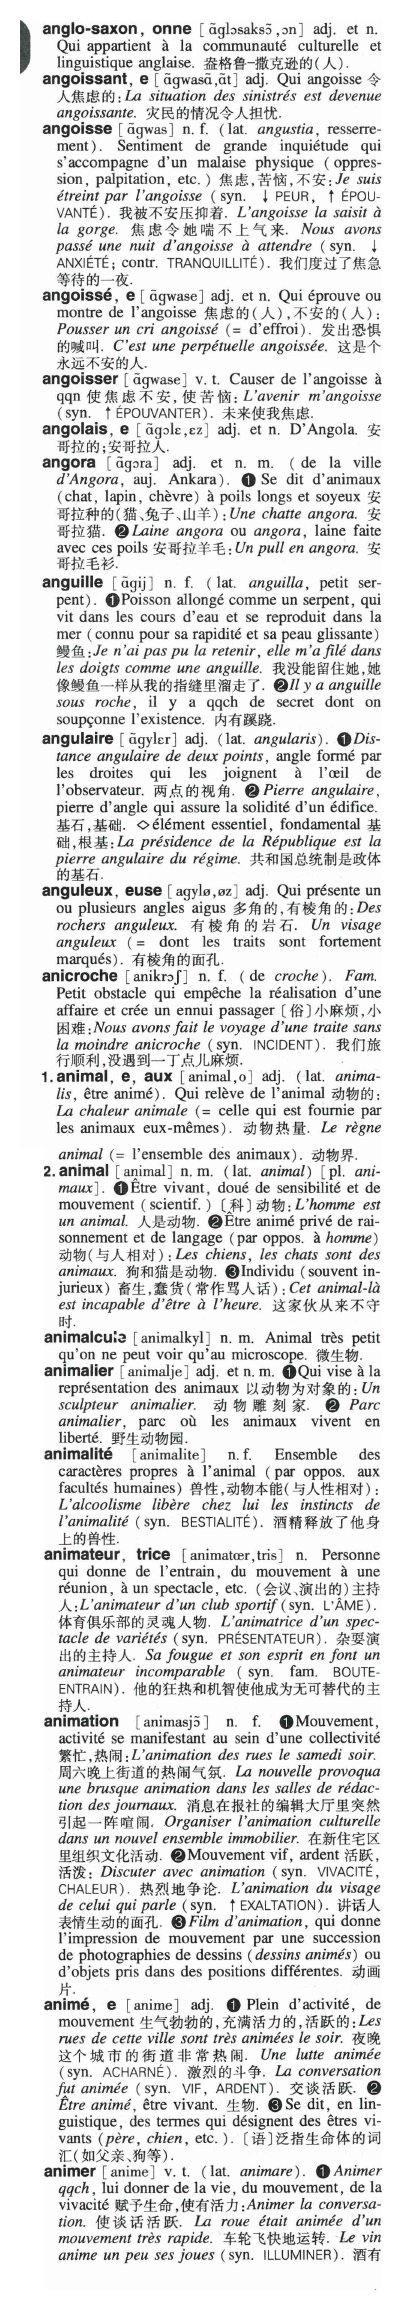 anglo-saxon, onne [ ɑ̃glɔsaksɔ̃ ,ɔn] adj. et n.
Qui appartient à la communauté culturelle et
linguistique anglaise. 盎格鲁-撒克逊的(人).
angoissant, e [ ɑ̃gwasɑ̃,ɑ̃t] adj. Qui angoisse 令
人焦虑的:La situation des sinistrés est devenue
angoissante. 灾民的情况令人担忧.
angoisse [ ɑ̃gwas] n. f. (lat. angustia, resserre-
ment). Sentiment de grande inquiétude qui
s'accompagne d'un malaise physique ( oppres-
sion, palpitation, etc. ) 焦虑,苦恼,不安:Je suis
étreint par l'angoisse (syn. ↓ PEUR, ↑ ÉPOU-
VANTÉ). 我被不安压抑着. L'angoisse la saisit à
la gorge. 焦虑令她喘不上气来. Nous avons
passé une nuit d'angoisse à attendre ( syn. ↓
ANXIÉTÉ; contr. TRANQUILLITÉ). 我们度过了焦急
等待的一夜.
angoissé, e [ ɑ̃gwase] adj. et n. Qui éprouve ou
montre de l'angoisse 焦虑的(人),不安的(人):
Pousser un cri angoissé (= d'effroi). 发出恐惧
的喊叫. C'est une perpétuelle angoissée. 这是个
永远不安的人.
angoisser [ ɑ̃gwase] v. t. Causer de l'angoisse à
qqn 使焦虑不安,使苦恼:L'avenir m'angoisse
(syn. ↑ ÉPOUVANTER). 未来使我焦虑.
angolais, e [ ɑ̃gɔlɛ,ɛz] adj. et n. D'Angola. 安
哥拉的;安哥拉人.
angora [ ɑ̃gɔra] adj. et n. m. ( de la ville
d'Angora, auj. Ankara). ❶ Se dit d'animaux
(chat, lapin, chèvre) à poils longs et soyeux 安
哥拉种的(猫、兔子、山羊):Une chatte angora. 安
哥拉猫. ❷ Laine angora ou angora, laine faite
avec ces poils 安哥拉羊毛:Un pull en angora. 安
哥拉毛衫.
anguille [ ɑ̃gij] n. f. (lat. anguilla, petit ser-
pent). ❶Poisson allongé comme un serpent, qui
vit dans les cours d'eau et se reproduit dans la
mer (connu pour sa rapidité et sa peau glissante)
鳗鱼:Je n'ai pas pu la retenir, elle m'a filé dans
les doigts comme une anguille. 我没能留住她,她
像鳗鱼一样从我的指缝里溜走了. ❷Il y a anguille
sous roche, il y a qqch de secret dont on
soupçonne l'existence. 内有蹊跷.
angulaire [ ɑ̃gylɛr] adj. (lat. angularis). ❶Dis-
tance angulaire de deux points, angle formé par
les droites qui les joignent à l'œil de
l'observateur. 两点的视角. ❷ Pierre angulaire,
pierre d'angle qui assure la solidité d'un édifice.
基石,基础. ◇élément essentiel, fondamental 基
础,根基:La présidence de la République est la
pierre angulaire du régime. 共和国总统制是政体
的基石.
anguleux, euse [ agylø,øz] adj. Qui présente un
ou plusieurs angles aigus 多角的,有棱角的:Des
rochers anguleux. 有棱角的岩石. Un visage
anguleux ( = dont les traits sont fortement
marqués). 有棱角的面孔.
anicroche [ anikrɔʃ] n. f. ( de croche). Fam.
Petit obstacle qui empêche la réalisation d'une
affaire et crée un ennui passager [俗]小麻烦,小
困难:Nous avons fait le voyage d'une traite sans
la moindre anicroche (syn. INCIDENT). 我们旅
行顺利,没遇到一丁点儿麻烦.
1. animal, e, aux [animal,o] adj. (lat. anima-
lis, être animé). Qui relève de l'animal 动物的:
La chaleur animale (= celle qui est fournie par
les animaux eux-mêmes). 动物热量. Le règne
animal (= l'ensemble des animaux). 动物界.
2. animal [animal] n. m. (lat. animal) [pl. ani-
maux]. ❶Être vivant, doué de sensibilité et de
mouvement (scientif. ) [科]动物:L'homme est
un animal. 人是动物. ❷Être animé privé de rai-
sonnement et de langage (par oppos. à homme)
动物(与人相对):Les chiens, les chats sont des
animaux. 狗和猫是动物. ❸Individu (souvent in-
jurieux) 畜生,蠢货(常作骂人话):Cet animal-là
est incapable d'être à l'heure. 这家伙从来不守
时.
animalcule [animalkyl] n. m. Animal très petit
qu'on ne peut voir qu'au microscope. 微生物.
animalier [animalje] adj. et n. m. ❶Qui vise à la
représentation des animaux 以动物为对象的:Un
sculpteur animalier. 动物雕刻家. ❷ Parc
animalier, parc où les animaux vivent en
liberté. 野生动物园.
animalité [animalite] n. f. Ensemble des
caractères propres à l'animal (par oppos. aux
facultés humaines) 兽性,动物本能(与人性相对):
L'alcoolisme libère chez lui les instincts de
l'animalité (syn. BESTIALITÉ). 酒精释放了他身
上的兽性.
animateur, trice [animatœr,tris] n. Personne
qui donne de l'entrain, du mouvement à une
réunion, à un spectacle, etc. (会议、演出的)主持
人:L'animateur d'un club sportif (syn. L'ÂME).
体育俱乐部的灵魂人物. L'animatrice d'un spec-
tacle de variétés (syn. PRÉSENTATEUR). 杂耍演
出的主持人. Sa fougue et son esprit en font un
animateur incomparable ( syn. fam. BOUTE-
ENTRAIN). 他的狂热和机智使他成为无可替代的主
持人.
animation [animasjɔ̃] n. f. ❶Mouvement,
activité se manifestant au sein d'une collectivité
繁忙,热闹:L'animation des rues le samedi soir.
周六晚上街道的热闹气氛. La nouvelle provoqua
une brusque animation dans les salles de rédac-
tion des journaux. 消息在报社的编辑大厅里突然
引起一阵喧闹. Organiser l'animation culturelle
dans un nouvel ensemble immobilier. 在新住宅区
里组织文化活动. ❷Mouvement vif, ardent 活跃,
活泼: Discuter avec animation (syn. VIVACITÉ,
CHALEUR). 热烈地争论. L'animation du visage
de celui qui parle (syn. ↑ EXALTATION). 讲话人
表情生动的面孔. ❸ Film d'animation, qui donne
l'impression de mouvement par une succession
de photographies de dessins (dessins animés) ou
d'objets pris dans des positions différentes. 动画
片.
animé, e [anime] adj. ❶ Plein d'activité, de
mouvement 生气勃勃的,充满活力的,活跃的:Les
rues de cette ville sont très animées le soir. 夜晚
这个城市的街道非常热闹. Une lutte animée
(syn. ACHARNÉ). 激烈的斗争. La conversation
fut animée (syn. VIF, ARDENT). 交谈活跃. ❷
Être animé, être vivant. 生物. ❸Se dit, en lin-
guistique, des termes qui désignent des êtres vi-
vants (père, chien, etc. ). [语]泛指生命体的词
汇(如父亲、狗等).
animer [anime] v. t. (lat. animare). ❶ Animer
qqch, lui donner de la vie, du mouvement, de la
vivacité 赋予生命,使有活力:Animer la conversa-
tion. 使谈话活跃. La roue était animée d'un
mouvement très rapide. 车轮飞快地运转. Le vin
anime un peu ses joues (syn. ILLUMINER). 酒有